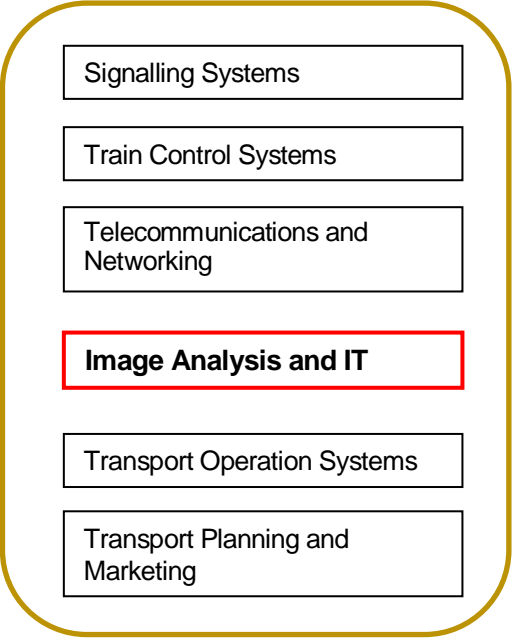 Signalling Systems
Train Control Systems
Telecommunications and
Networking
Image Analysis and IT
Transport Operation Systems
Transport Planning and
Marketing